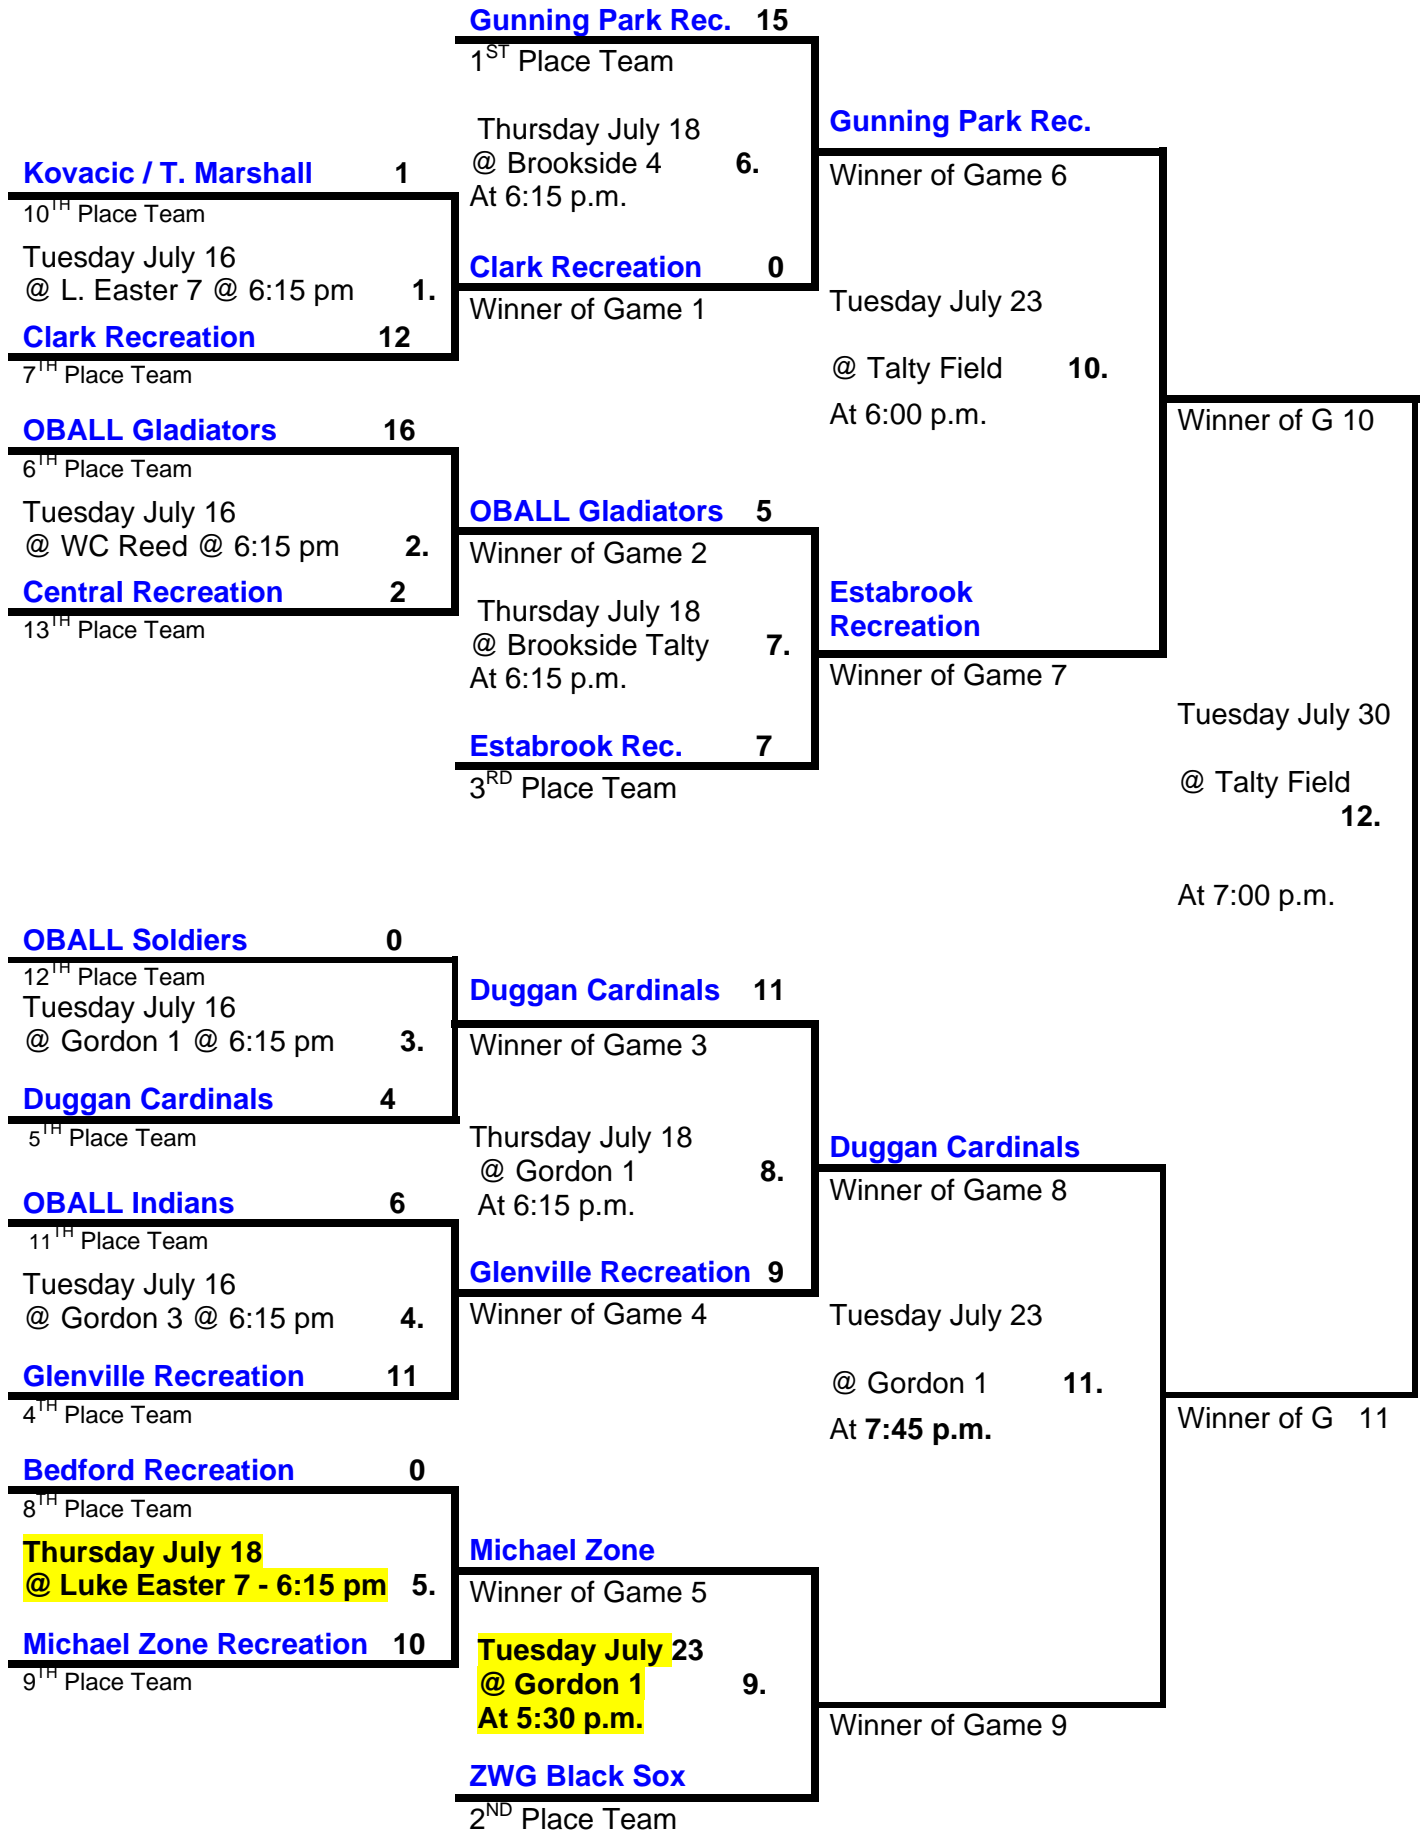 Gunning Park Rec. 15
1ST Place Team
Thursday July 18
@ Brookside 4 6.
At 6:15 p.m.
Clark Recreation 0
Winner of Game 1
Kovacic / T. Marshall 1
10TH Place Team
Tuesday July 16
@ L. Easter 7 @ 6:15 pm 1.
Clark Recreation 12
7TH Place Team
OBALL Gladiators 16
6TH Place Team
Tuesday July 16
@ WC Reed @ 6:15 pm 2.
Central Recreation 2
13TH Place Team
OBALL Gladiators 5
Winner of Game 2
Thursday July 18
@ Brookside Talty 7.
At 6:15 p.m.
Estabrook Rec. 7
3RD Place Team
Gunning Park Rec.
Winner of Game 6
Tuesday July 23
@ Talty Field 10.
At 6:00 p.m.
Estabrook
Recreation
Winner of Game 7
Winner of G 10
Tuesday July 30
@ Talty Field
12.
At 7:00 p.m.
OBALL Soldiers 0
12TH Place Team
Tuesday July 16
@ Gordon 1 @ 6:15 pm 3.
Duggan Cardinals 4
5TH Place Team
OBALL Indians 6
11TH Place Team
Tuesday July 16
@ Gordon 3 @ 6:15 pm 4.
Glenville Recreation 11
4TH Place Team
Bedford Recreation 0
8TH Place Team
Thursday July 18
@ Luke Easter 7 - 6:15 pm 5.
Michael Zone Recreation 10
9TH Place Team
Duggan Cardinals 11
Winner of Game 3
Thursday July 18
@ Gordon 1 8.
At 6:15 p.m.
Glenville Recreation 9
Winner of Game 4
Michael Zone
Winner of Game 5
Tuesday July 23
@ Gordon 1 9.
At 5:30 p.m.
ZWG Black Sox
2ND Place Team
Duggan Cardinals
Winner of Game 8
Tuesday July 23
@ Gordon 1 11.
At 7:45 p.m.
Winner of Game 9
Winner of G 11